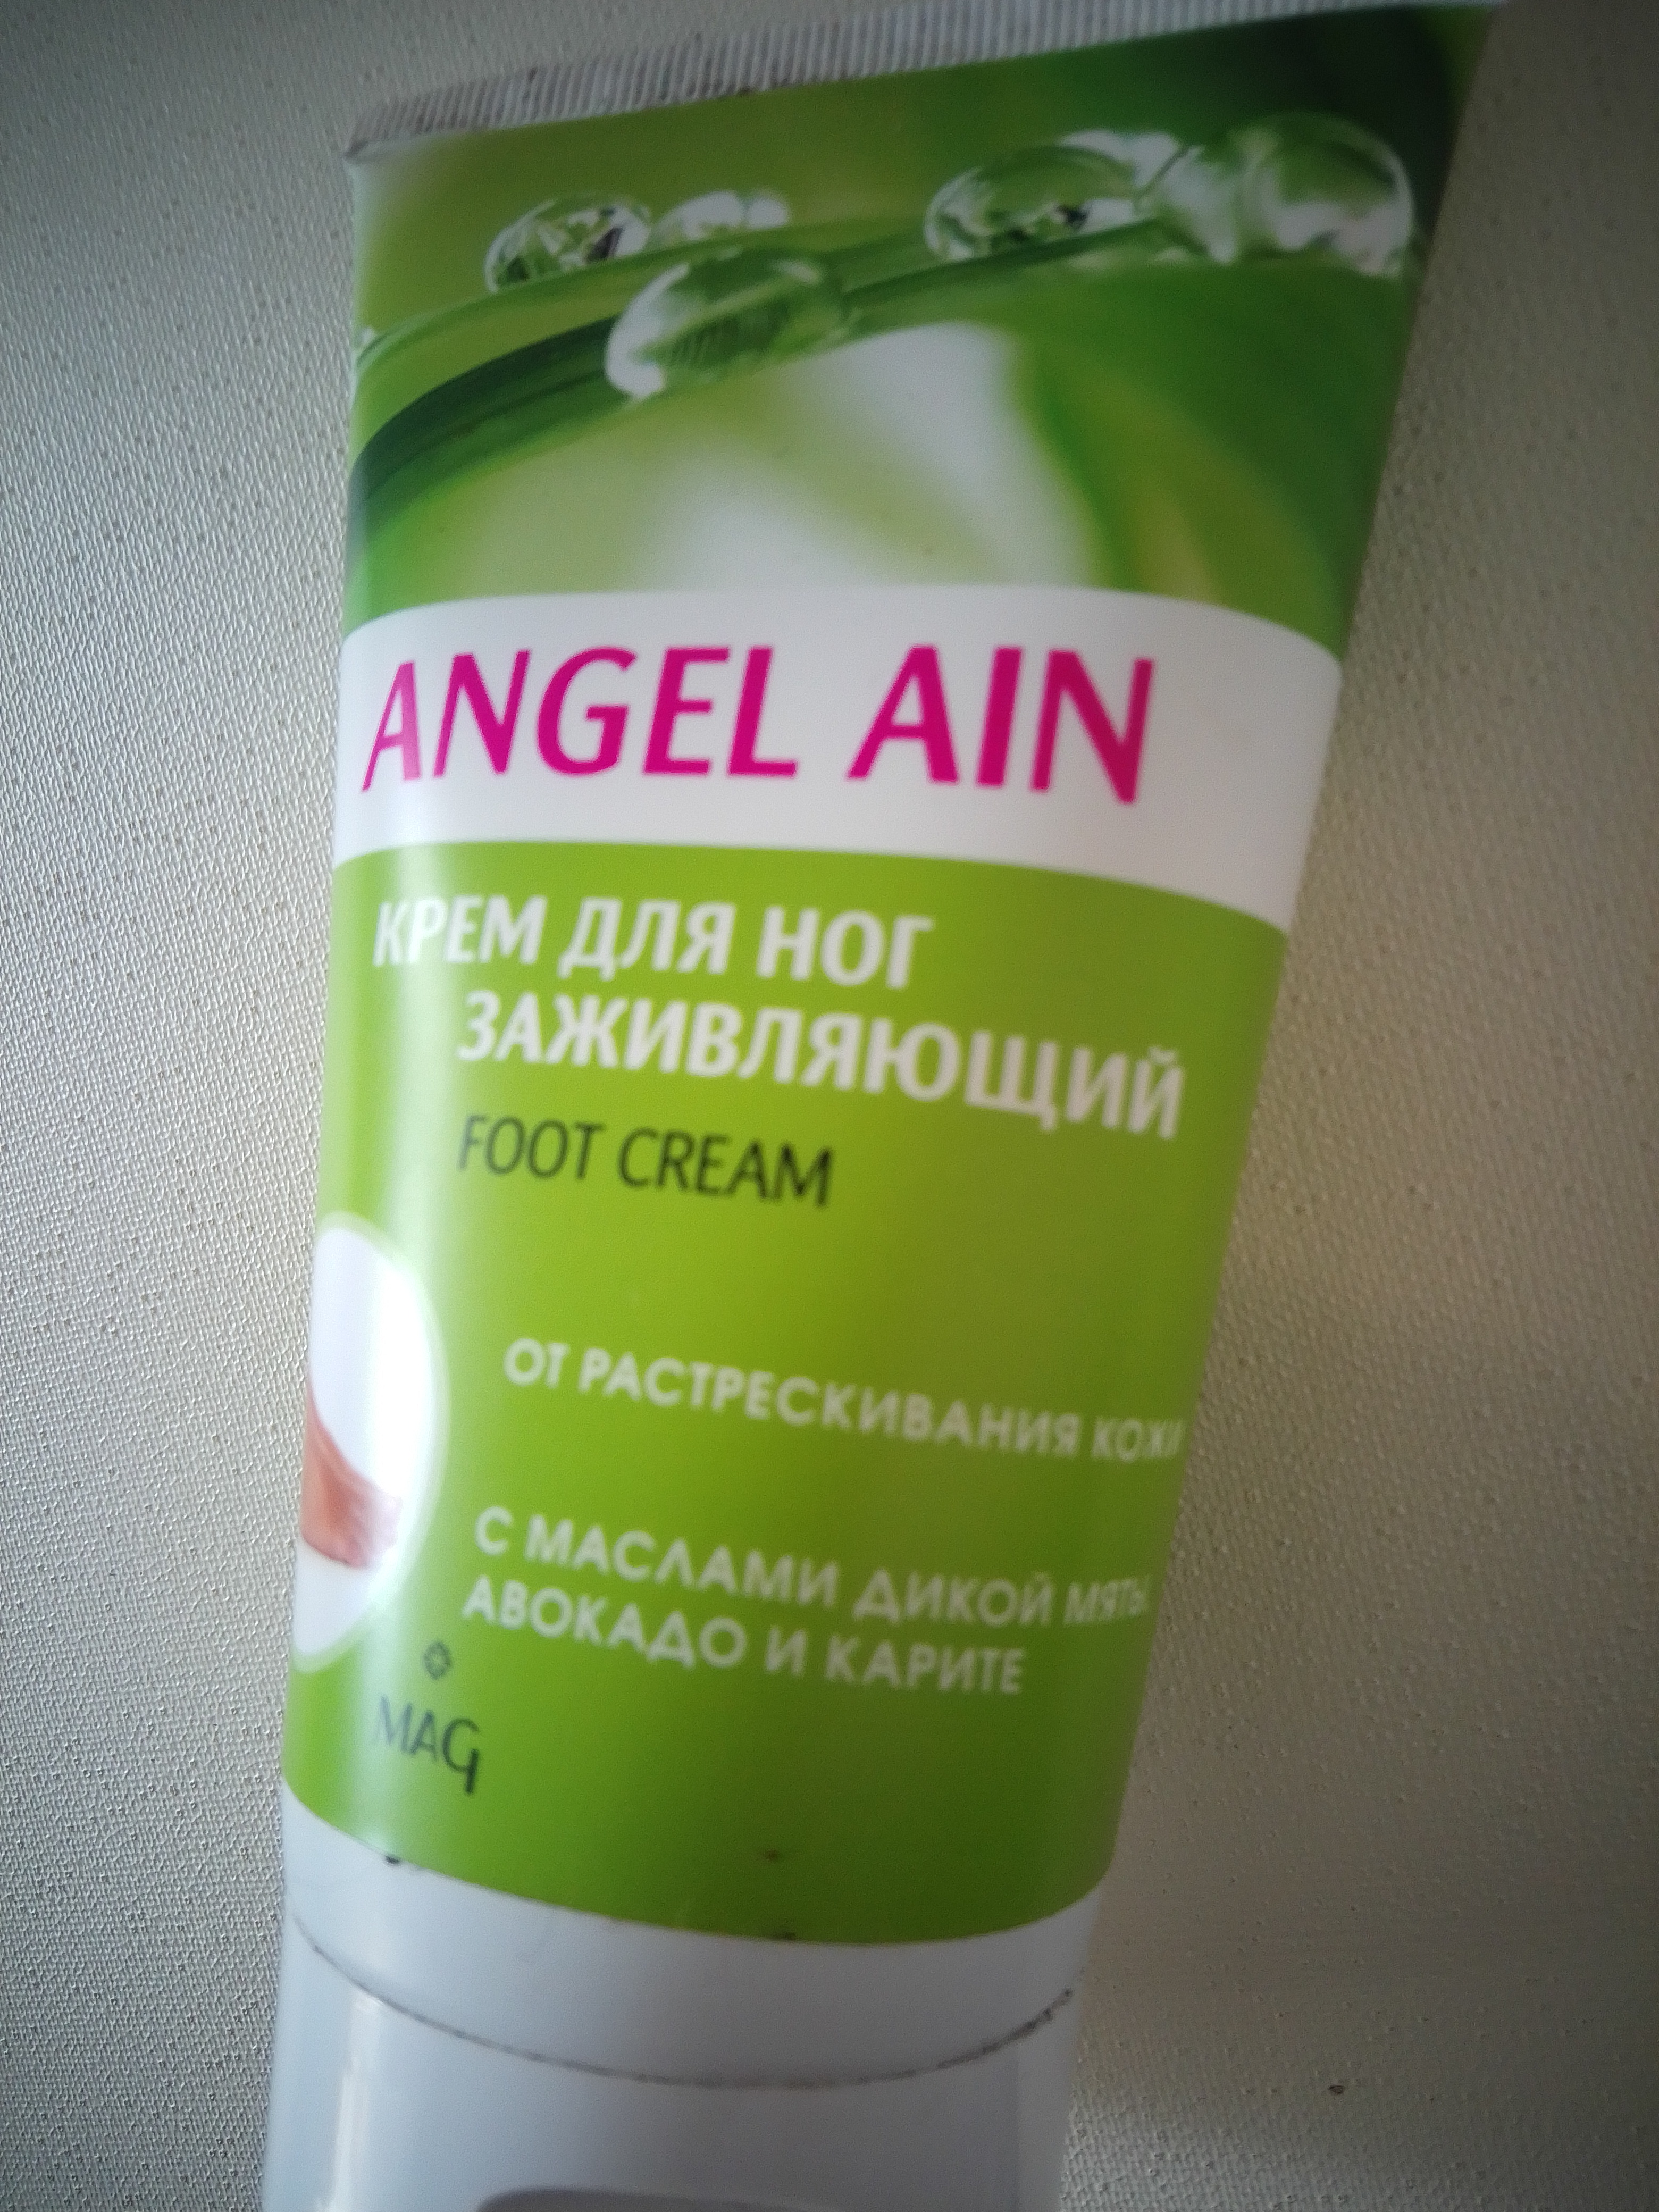 ANGEL AIN
КРЕМ ДЛЯ НОГ
ЗАЖИВЛЯЮЩИЙ
FOOT CREAM
ОТ РАСТРЕСКИВАНИЯ КОЖИ
С МАСЛАМИ ДИКОЙ МЯТЫ
АВОКАДО И КАРИТЕ
MAG